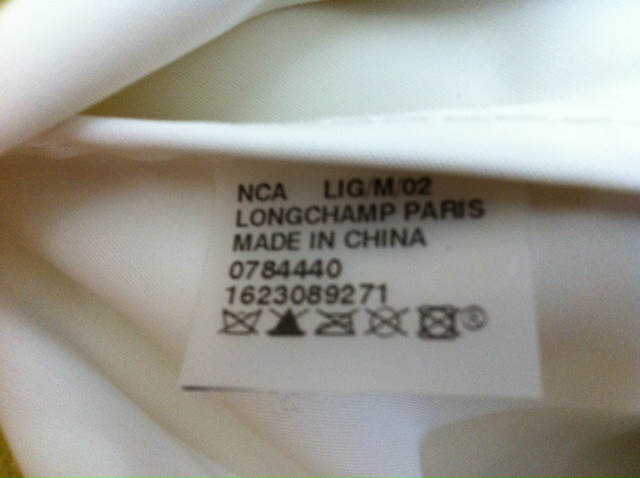 NCA LIG/M/02
LONGCHAMP PARIS
MADE IN CHINA
0784440
1623089271